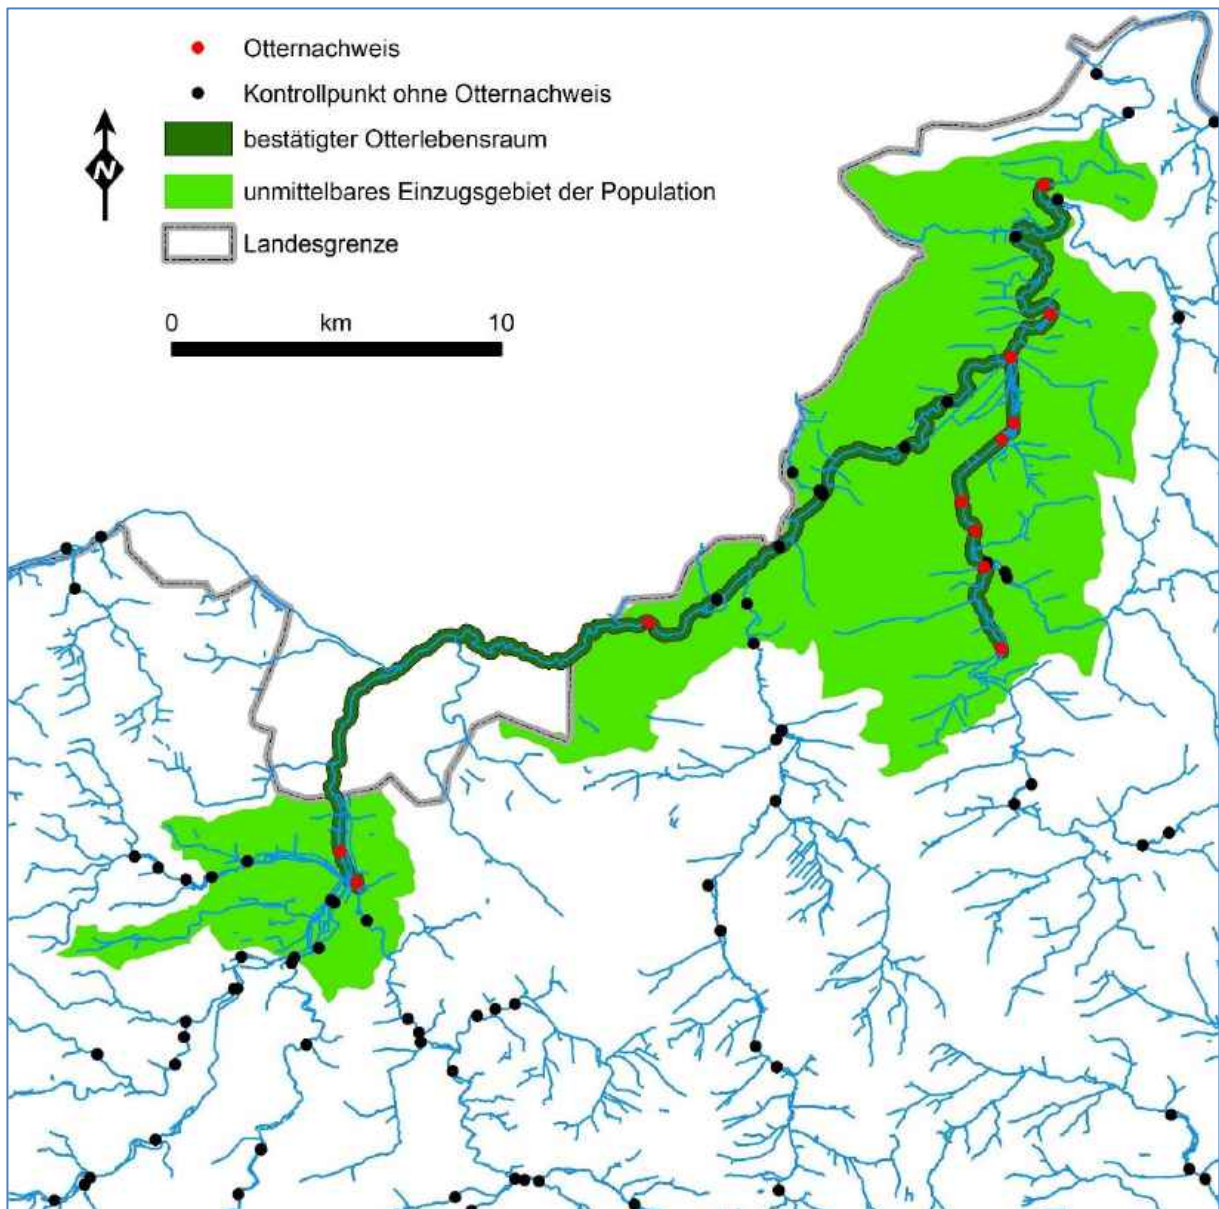 Otternachweis
Kontrollpunkt ohne Otternachweis
N
bestätigter Otterlebensraum
unmittelbares Einzugsgebiet der Population
Landesgrenze
0 km 10